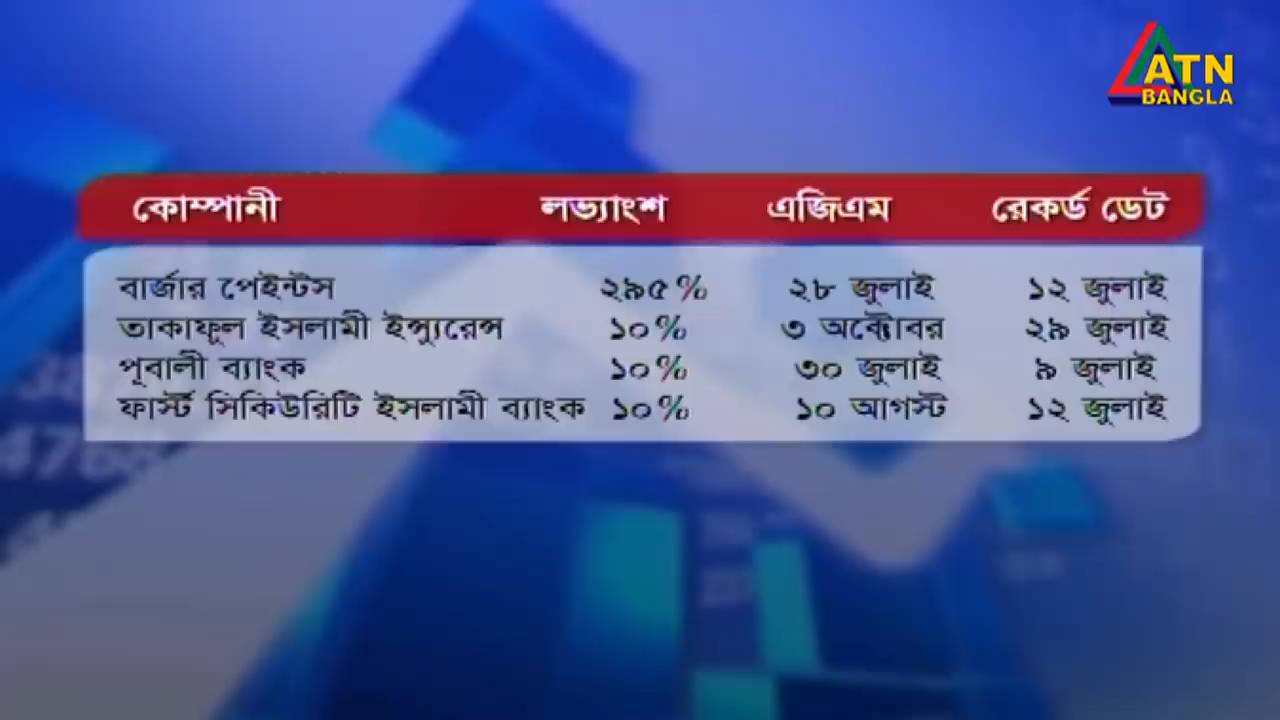 ATN
BANGLA
কোম্পানী লভ্যাংশ এজিএম রেকর্ড ডেট
বার্জার পেইন্টস ২৯৫% ২৮ জুলাই ১২ জুলাই
তাকাফুল ইসলামী ইন্স্যুরেন্স ১০% ৩ অক্টোবর ২৯ জুলাই
পূবালী ব্যাংক ১০% ৩০ জুলাই ৯ জুলাই
ফার্স্ট সিকিউরিটি ইসলামী ব্যাংক ১০% ১০ আগস্ট ১২ জুলাই